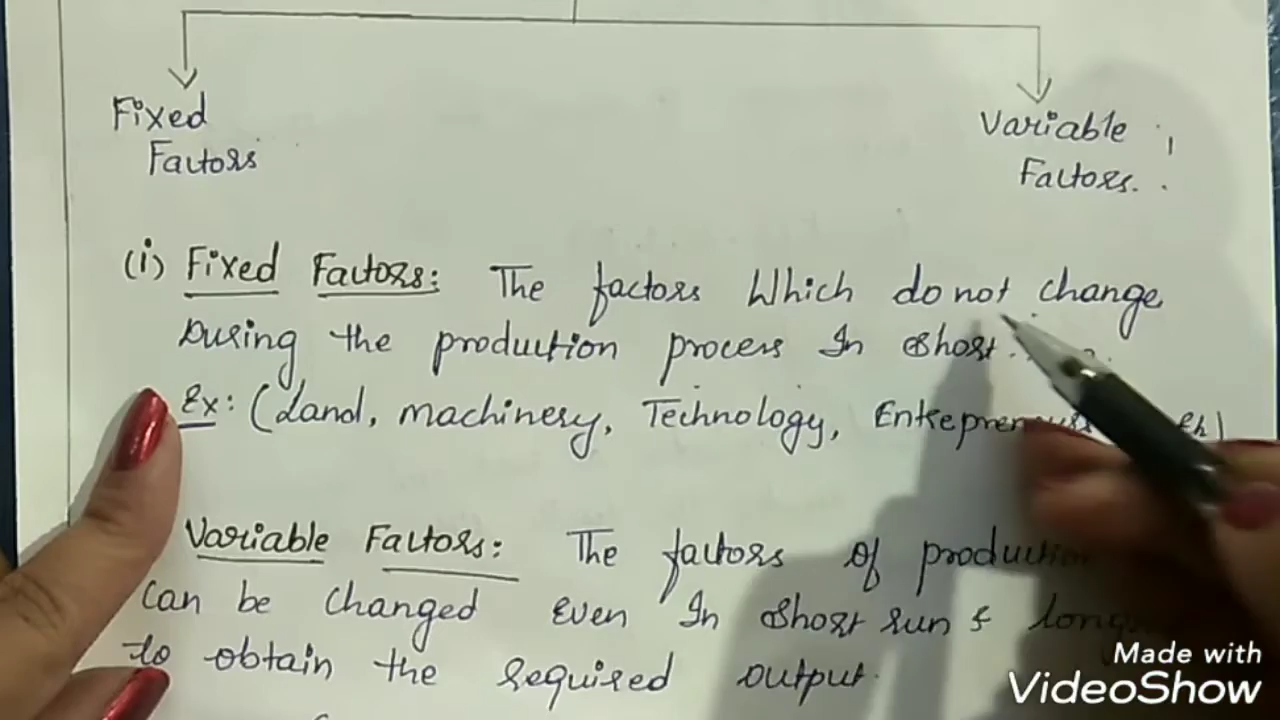 Fixed
Factors
Variable
Factors.
(i) Fixed Factors: The factors Which do not change
During the production process In short
Ex: (Land, machinery, Technology,
Variable Factors: The factors of production
Can be Changed Even In short run &
to obtain the required output.
Made with
VideoShow